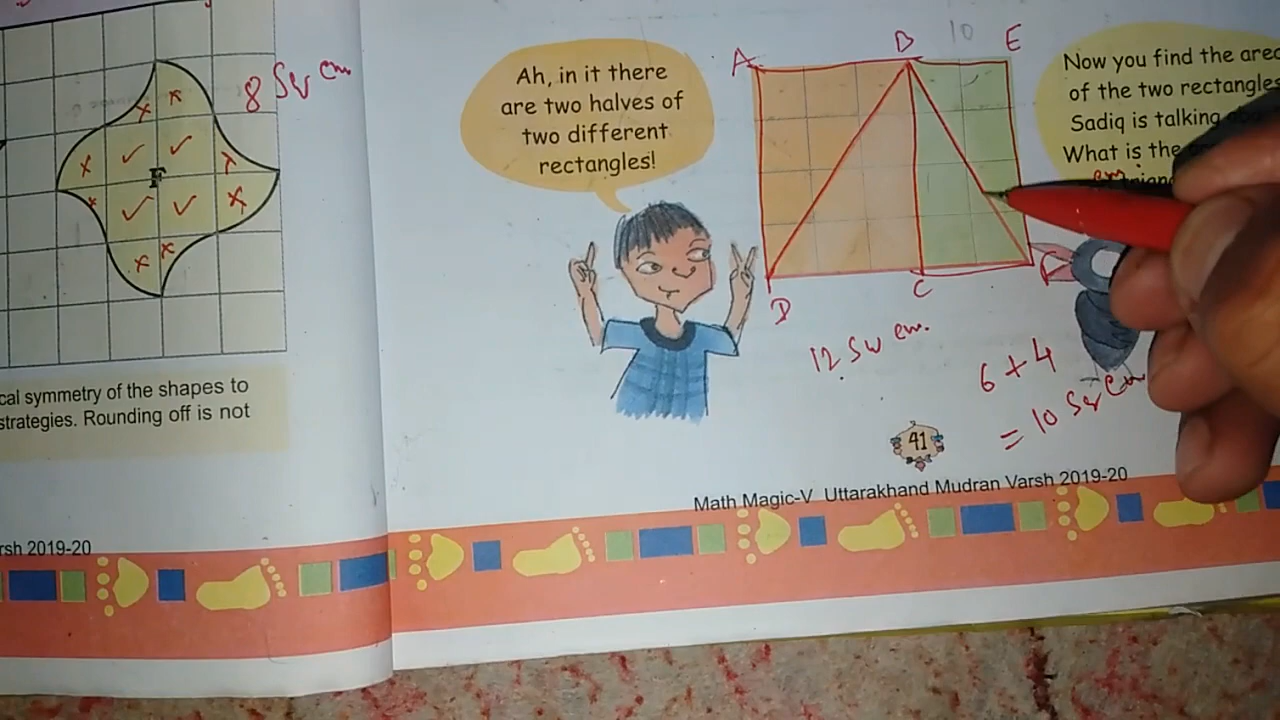 8 Sq cm
F
cal symmetry of the shapes to
strategies. Rounding off is not
rsh 2019-20
Ah, in it there
are two halves of
two different
rectangles!
A
B
10
E
D
C
Now you find the area
of the two rectangles
Sadiq is talking
What is the
12 Sq cm.
6 + 4
= 10 Sq cm
41
Math Magic-V Uttarakhand Mudran Varsh 2019-20